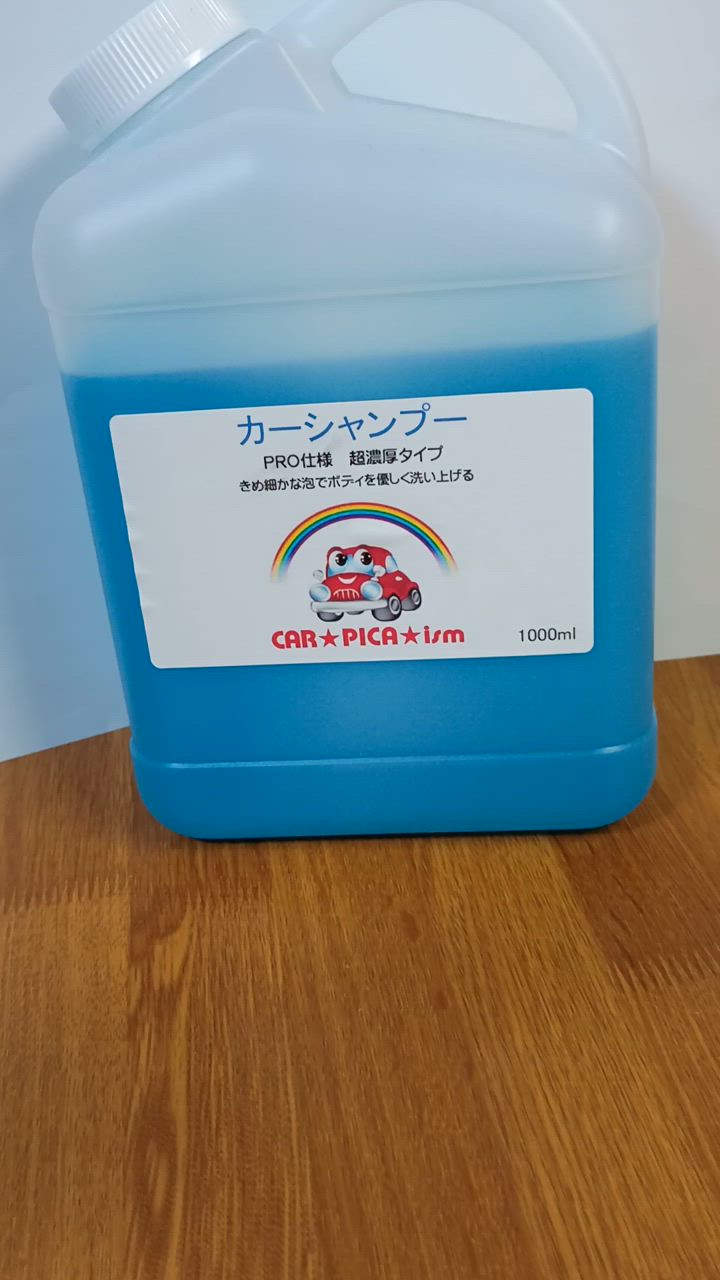 カーシャンプー
PRO仕様 超濃厚タイプ
きめ細かな泡でボディを優しく洗い上げる
CAR★PICA★ism
1000ml